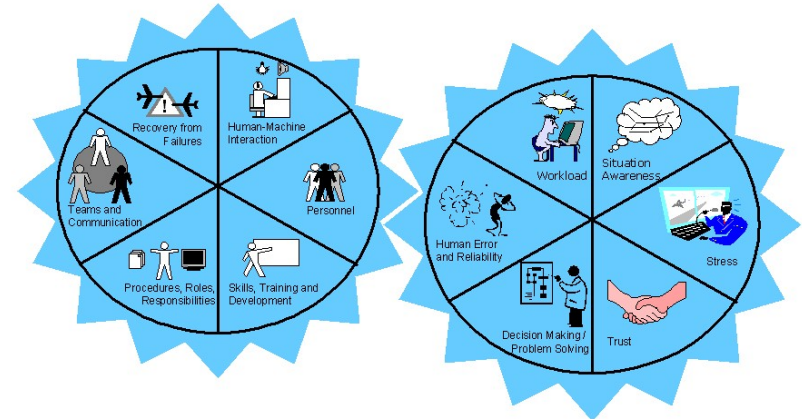 Recovery from
Failures
Human-Machine
Interaction
Teams and
Communication
Personnel
Procedures, Roles,
Responsibilities
Skills, Training and
Development
Workload
Situation
Awareness
Human Error
and Reliability
Stress
Decision Making /
Problem Solving
Trust